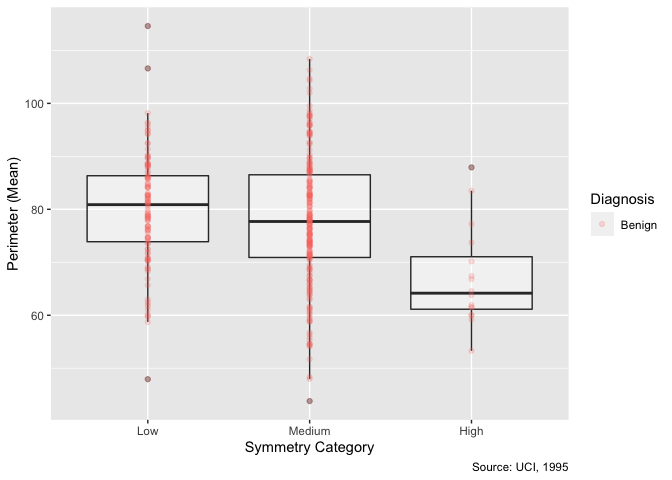 Perimeter (Mean)
100
80
60
Low Medium High
Symmetry Category
Diagnosis
Benign
Source: UCI, 1995